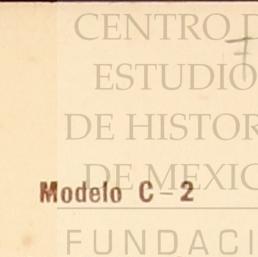 CENTRO D
7
ESTUDIO
DE HISTOR
DE MEXIC
Modelo C-2
FUNDACI